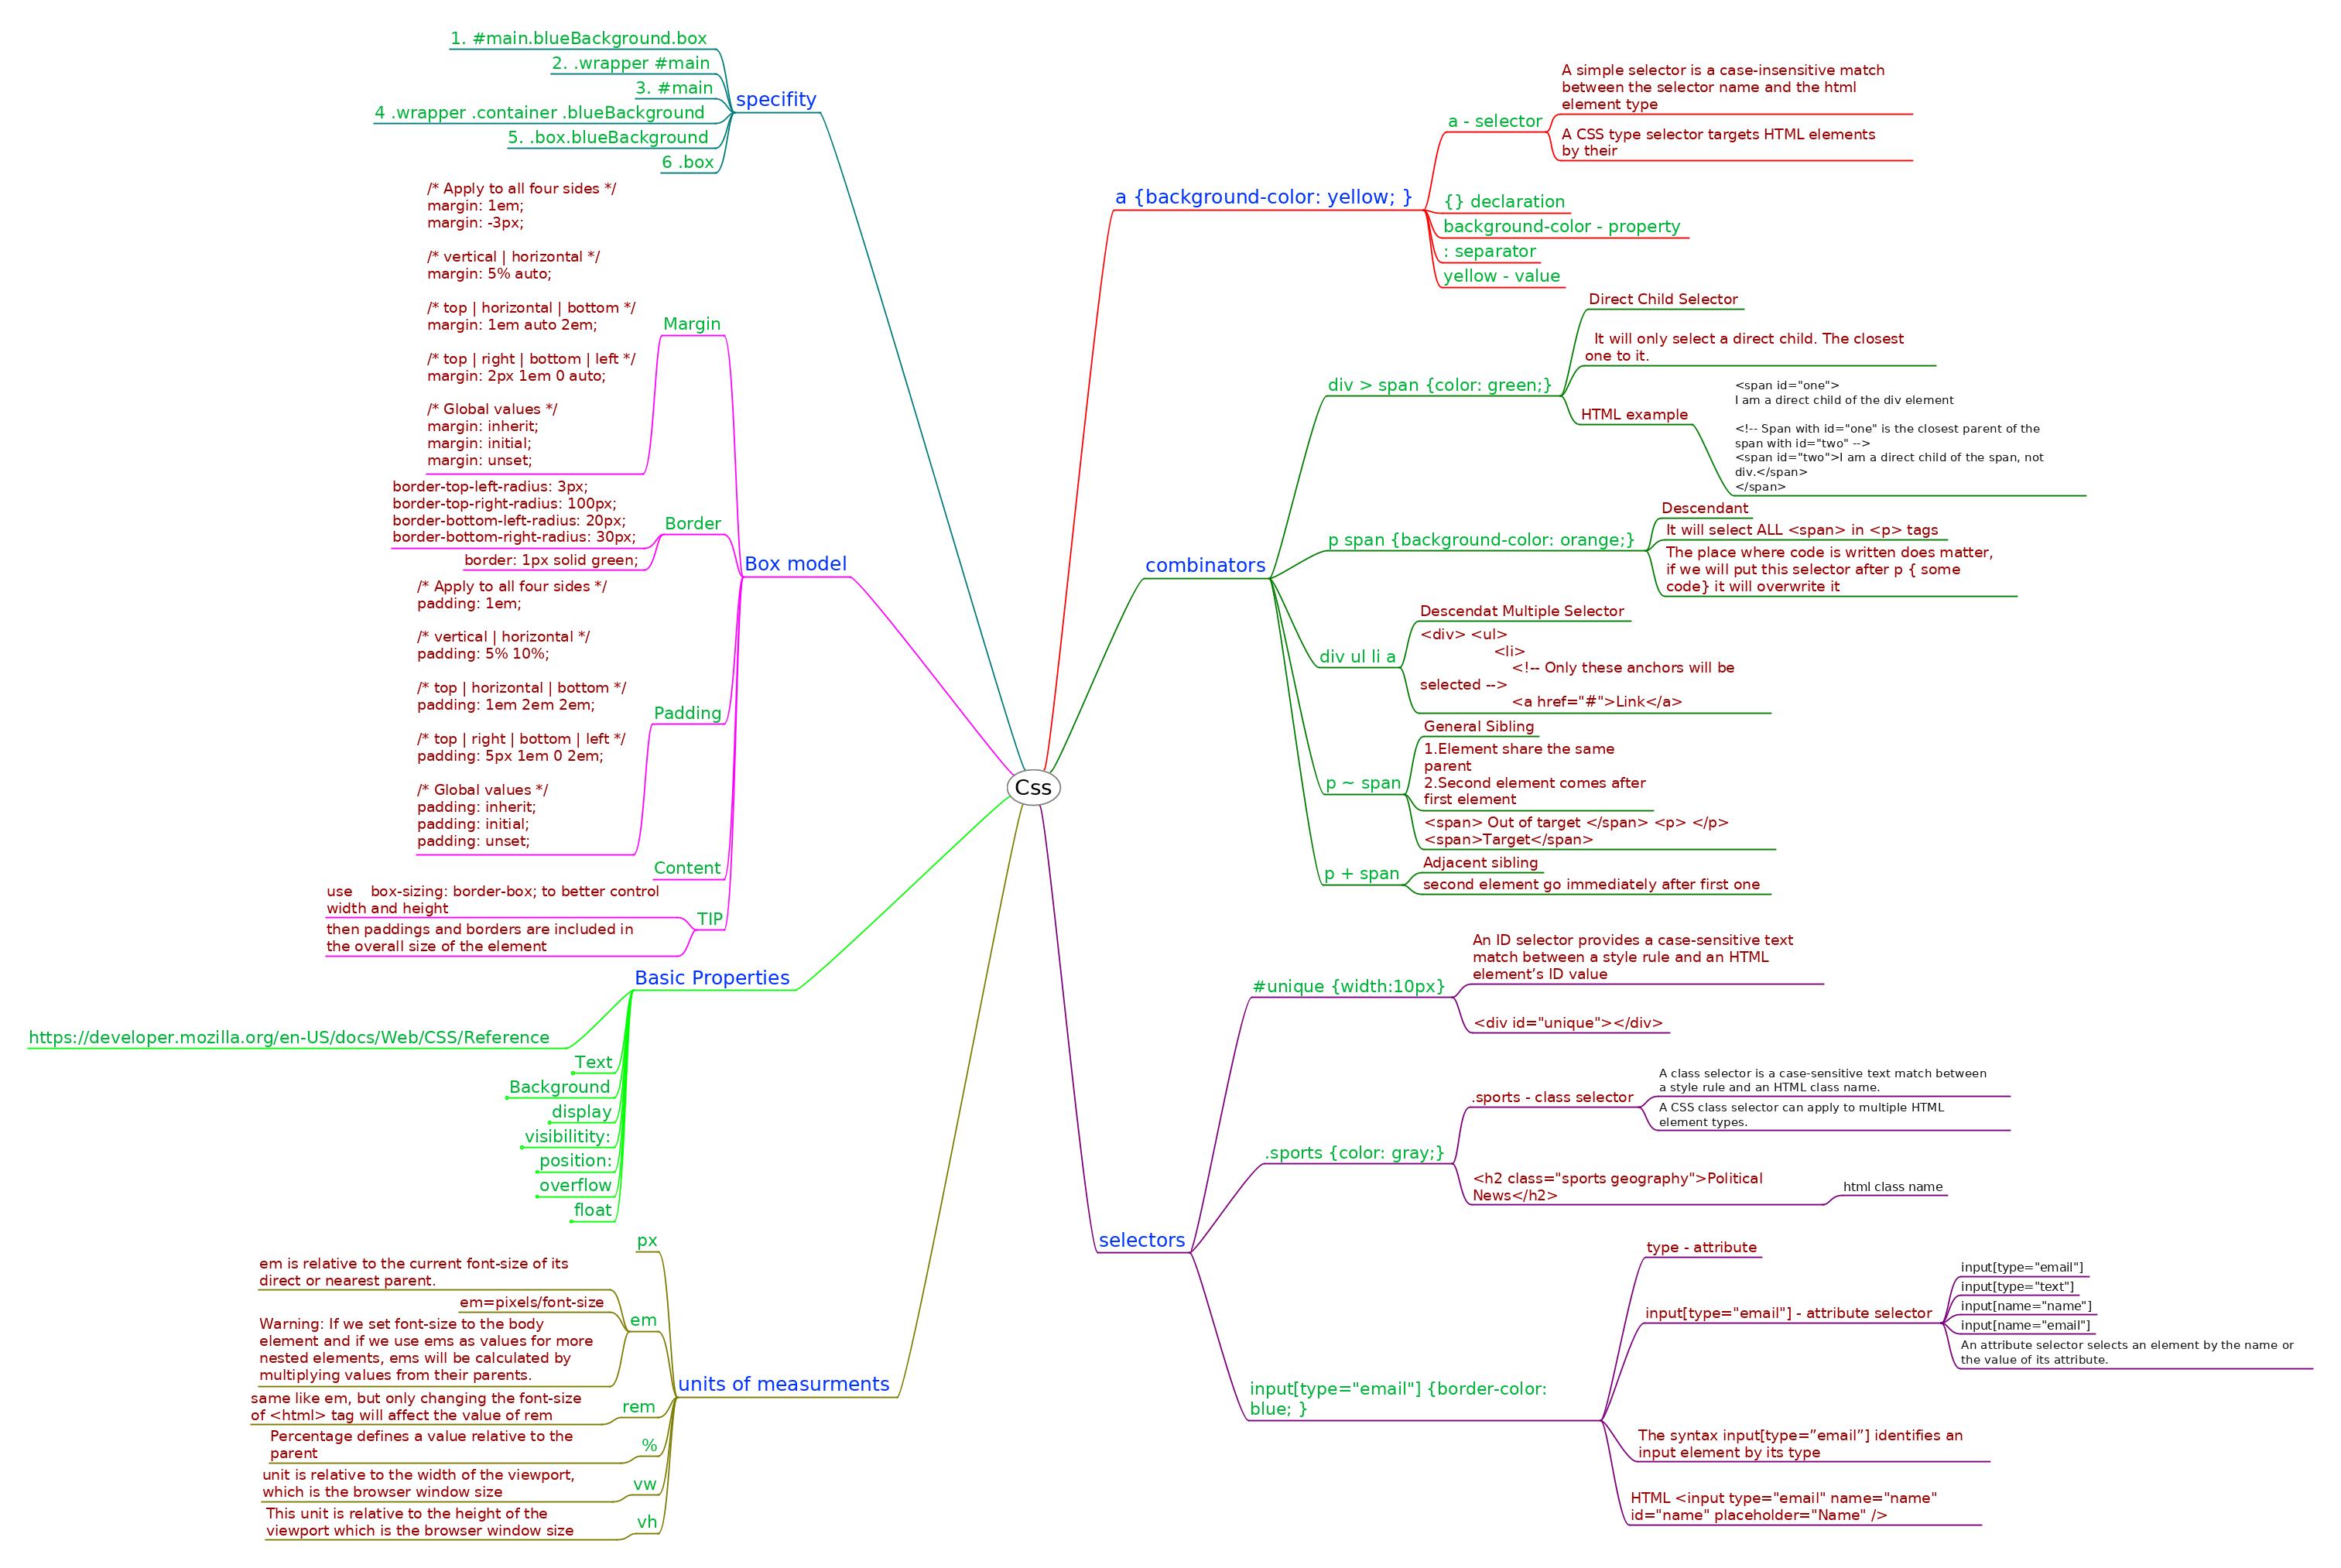 Css
specifity
1. #main.blueBackground.box
2. .wrapper #main
3. #main
4 .wrapper .container .blueBackground
5. .box.blueBackground
6 .box
Box model
Margin
/* Apply to all four sides */
margin: 1em;
margin: -3px;
/* vertical | horizontal */
margin: 5% auto;
/* top | horizontal | bottom */
margin: 1em auto 2em;
/* top | right | bottom | left */
margin: 2px 1em 0 auto;
/* Global values */
margin: inherit;
margin: initial;
margin: unset;
Border
border-top-left-radius: 3px;
border-top-right-radius: 100px;
border-bottom-left-radius: 20px;
border-bottom-right-radius: 30px;
border: 1px solid green;
Padding
/* Apply to all four sides */
padding: 1em;
/* vertical | horizontal */
padding: 5% 10%;
/* top | horizontal | bottom */
padding: 1em 2em 2em;
/* top | right | bottom | left */
padding: 5px 1em 0 2em;
/* Global values */
padding: inherit;
padding: initial;
padding: unset;
Content
TIP
use    box-sizing: border-box; to better control
width and height
then paddings and borders are included in
the overall size of the element
Basic Properties
https://developer.mozilla.org/en-US/docs/Web/CSS/Reference
Text
Background
display
visibilitity:
position:
overflow
float
units of measurments
px
em
em is relative to the current font-size of its
direct or nearest parent.
em=pixels/font-size
Warning: If we set font-size to the body
element and if we use ems as values for more
nested elements, ems will be calculated by
multiplying values from their parents.
rem
same like em, but only changing the font-size
of <html> tag will affect the value of rem
%
Percentage defines a value relative to the
parent
vw
unit is relative to the width of the viewport,
which is the browser window size
vh
This unit is relative to the height of the
viewport which is the browser window size
a {background-color: yellow; }
a - selector
A simple selector is a case-insensitive match
between the selector name and the html
element type
A CSS type selector targets HTML elements
by their
{} declaration
background-color - property
: separator
yellow - value
combinators
div > span {color: green;}
Direct Child Selector
It will only select a direct child. The closest
one to it.
HTML example
<span id="one">
I am a direct child of the div element
<!-- Span with id="one" is the closest parent of the
span with id="two" -->
<span id="two">I am a direct child of the span, not
div.</span>
</span>
p span {background-color: orange;}
Descendant
It will select ALL <span> in <p> tags
The place where code is written does matter,
if we will put this selector after p { some
code} it will overwrite it
div ul li a
Descendat Multiple Selector
<div> <ul>
<li>
<!-- Only these anchors will be
selected -->
<a href="#">Link</a>
p ~ span
General Sibling
1.Element share the same
parent
2.Second element comes after
first element
<span> Out of target </span> <p> </p>
<span>Target</span>
p + span
Adjacent sibling
second element go immediately after first one
selectors
#unique {width:10px}
An ID selector provides a case-sensitive text
match between a style rule and an HTML
element’s ID value
<div id="unique"></div>
.sports {color: gray;}
.sports - class selector
A class selector is a case-sensitive text match between
a style rule and an HTML class name.
A CSS class selector can apply to multiple HTML
element types.
<h2 class="sports geography">Political
News</h2>
html class name
input[type="email"] {border-color:
blue; }
type - attribute
input[type="email"] - attribute selector
input[type="email"]
input[type="text"]
input[name="name"]
input[name="email"]
An attribute selector selects an element by the name or
the value of its attribute.
The syntax input[type=”email”] identifies an
input element by its type
HTML <input type="email" name="name"
id="name" placeholder="Name" />